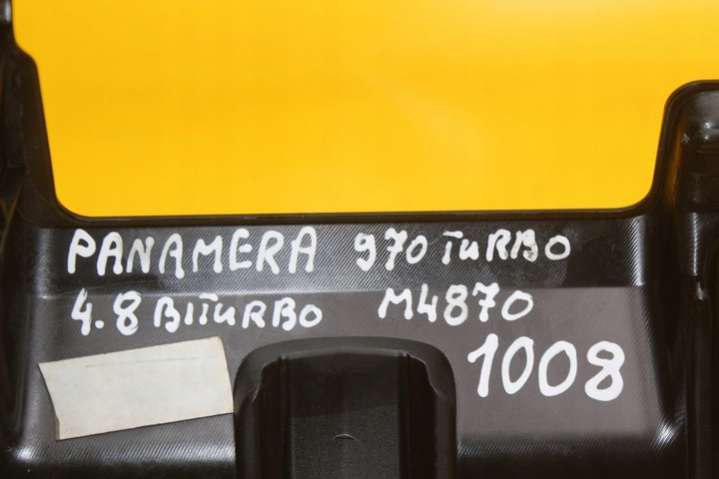 PANAMERA 970 TURBO
4.8 BITURBO M4870
1008